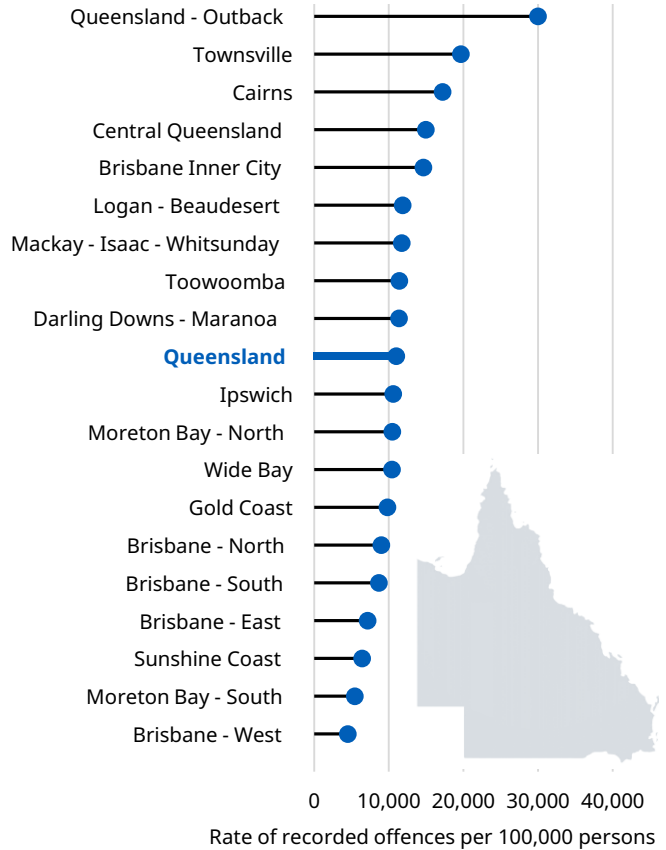 Queensland - Outback
Townsville
Cairns
Central Queensland
Brisbane Inner City
Logan - Beaudesert
Mackay - Isaac - Whitsunday
Toowoomba
Darling Downs - Maranoa
Queensland
Ipswich
Moreton Bay - North
Wide Bay
Gold Coast
Brisbane - North
Brisbane - South
Brisbane - East
Sunshine Coast
Moreton Bay - South
Brisbane - West
0 10,000 20,000 30,000 40,000
Rate of recorded offences per 100,000 persons